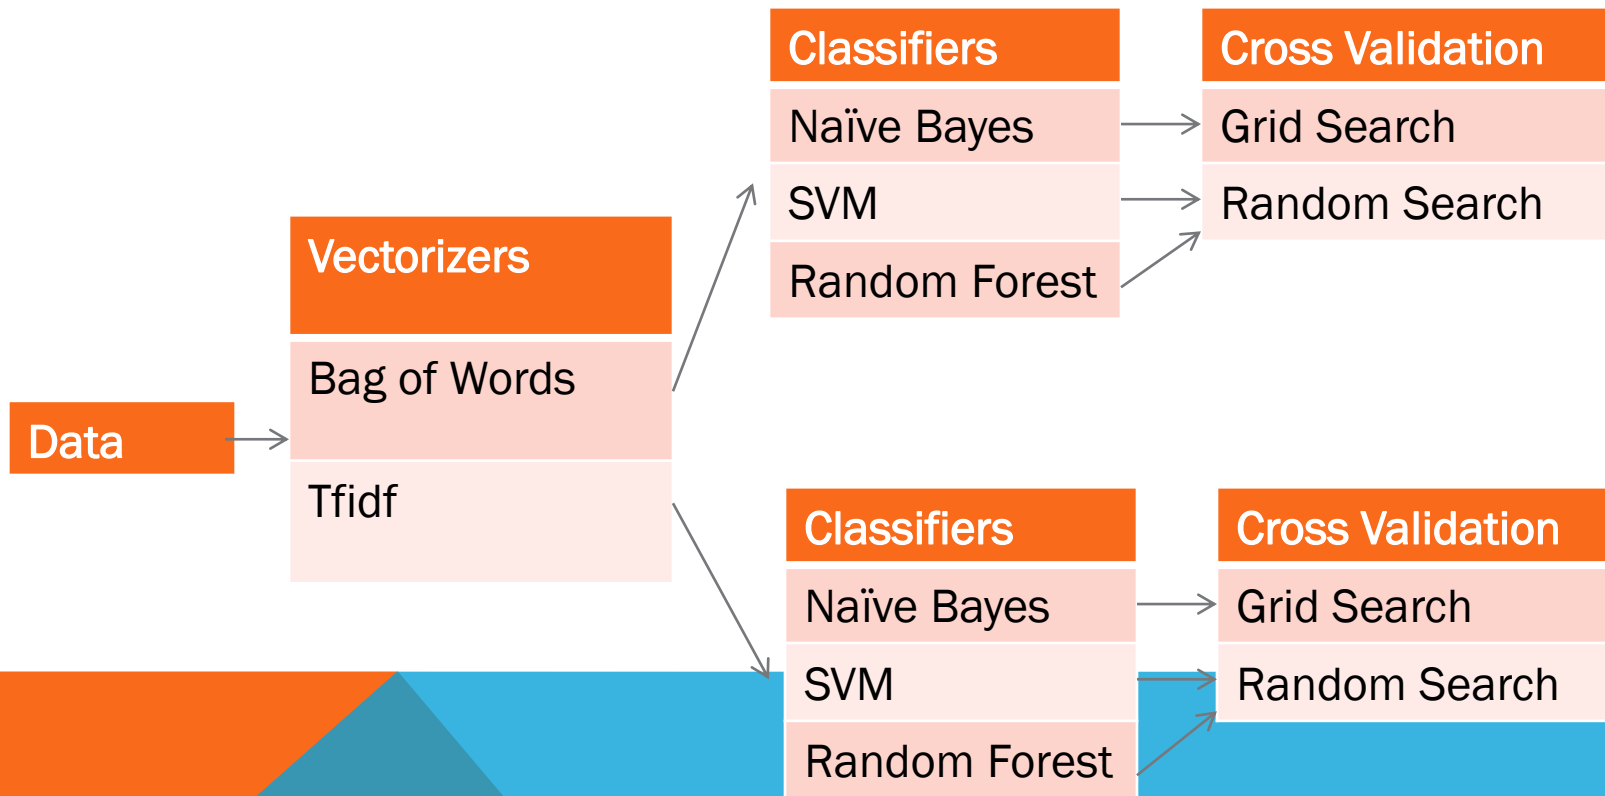 Data
Vectorizers
Bag of Words
Tfidf
Classifiers
Naïve Bayes
SVM
Random Forest
Cross Validation
Grid Search
Random Search
Classifiers
Naïve Bayes
SVM
Random Forest
Cross Validation
Grid Search
Random Search